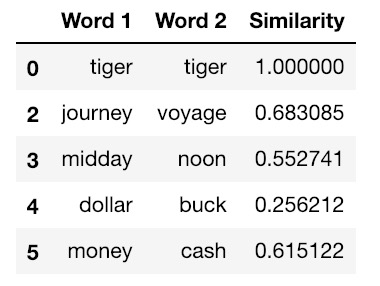 Word 1 Word 2 Similarity
0 tiger tiger 1.000000
2 journey voyage 0.683085
3 midday noon 0.552741
4 dollar buck 0.256212
5 money cash 0.615122